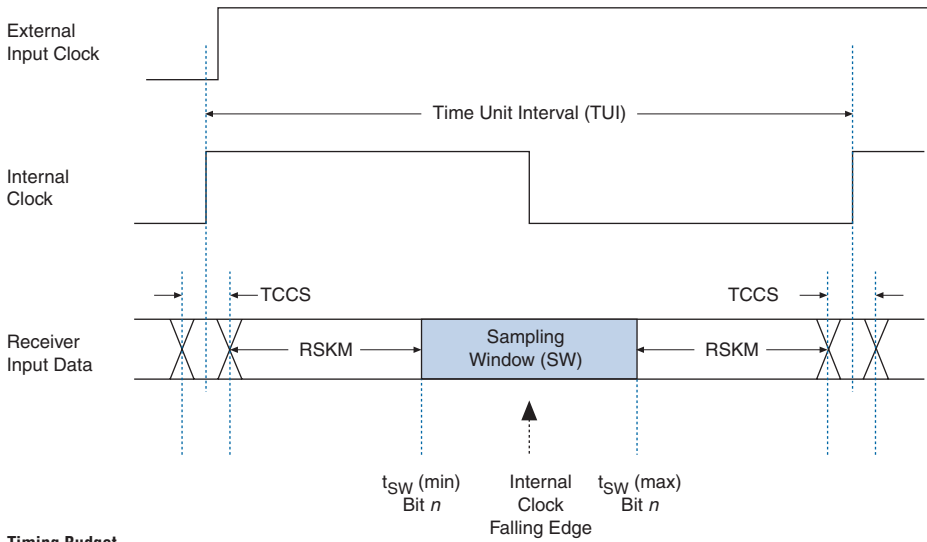 External
Input Clock
Time Unit Interval (TUI)
Internal
Clock
TCCS
TCCS
Receiver
Input Data
RSKM
Sampling
Window (SW)
RSKM
tSW (min)
Bit n
Internal
Clock
Falling Edge
tSW (max)
Bit n
Timing Budget